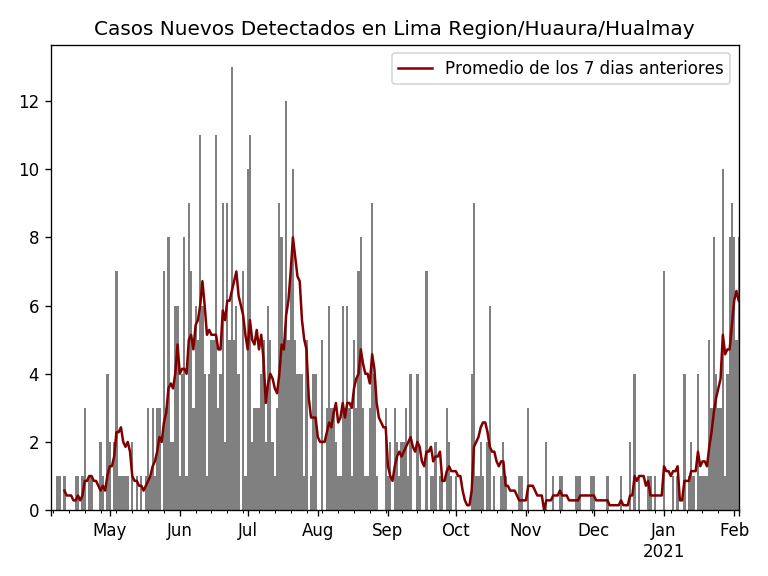 Casos Nuevos Detectados en Lima Region/Huaura/Hualmay
Promedio de los 7 dias anteriores
12
10
8
6
4
2
0
May Jun Jul Aug Sep Oct Nov Dec Jan Feb
2021